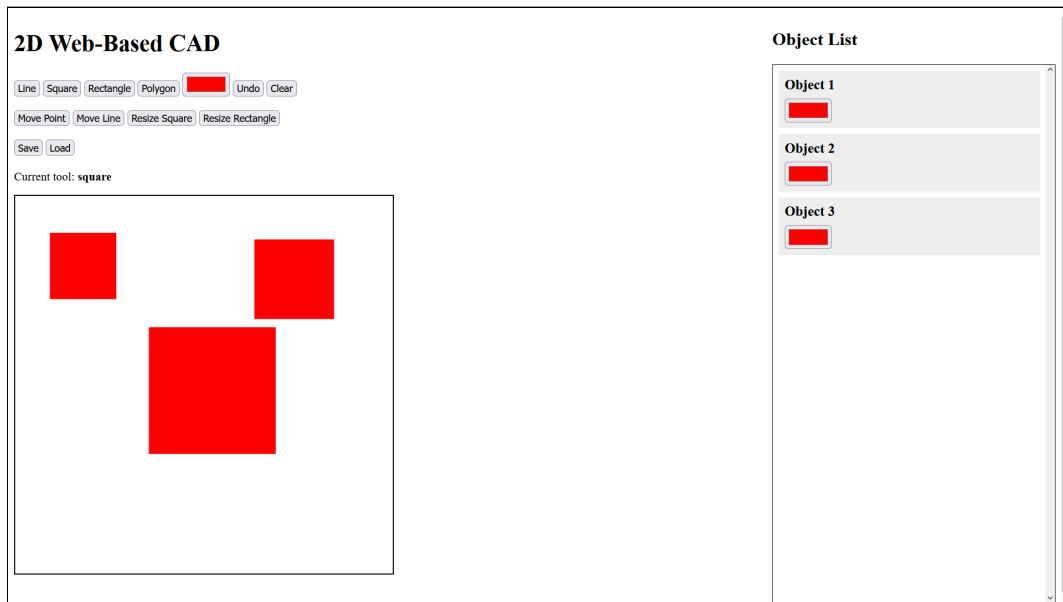 2D Web-Based CAD
Line Square Rectangle Polygon Undo Clear
Move Point Move Line Resize Square Resize Rectangle
Save Load
Current tool: square
Object List
Object 1
Object 2
Object 3